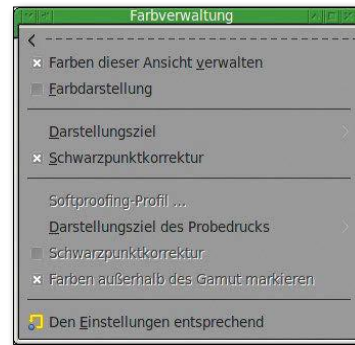 Farbverwaltung
Farben dieser Ansicht verwalten
Farbdarstellung
Darstellungsziel
Schwarzpunktkorrektur
Softproofing-Profil ...
Darstellungsziel des Probedrucks
Schwarzpunktkorrektur
Farben außerhalb des Gamut markieren
Den Einstellungen entsprechend